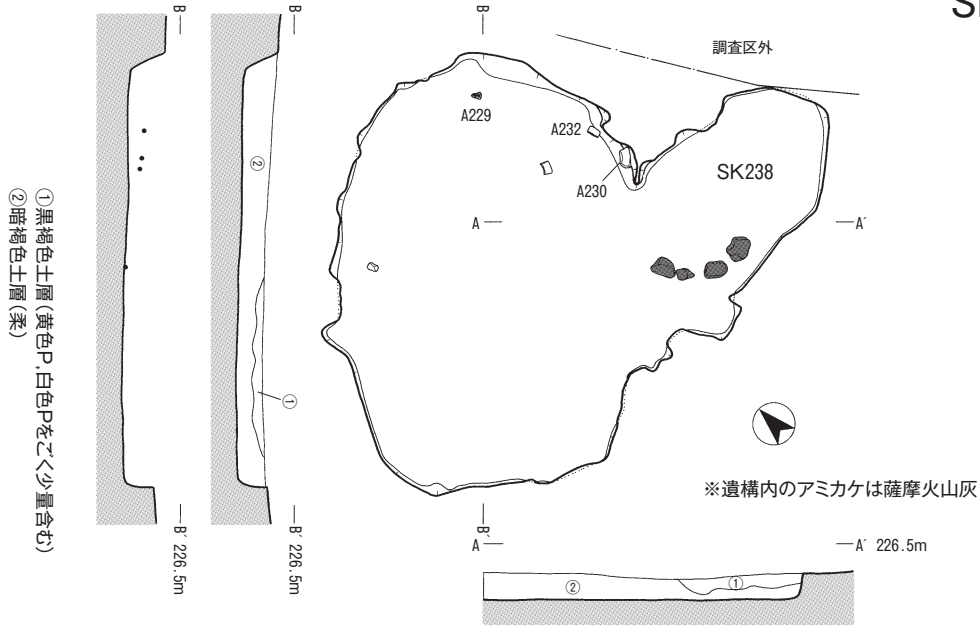 調査区外
B
B
B
A229
A232
A230
SK238
A
A´
②
①
①黒褐色土層(黄色P,白色Pをごく少量含む)
②暗褐色土層(柔)
※遺構内のアミカケは薩摩火山灰
B´ 226.5m
B´ 226.5m
B´
A
A´ 226.5m
②
①